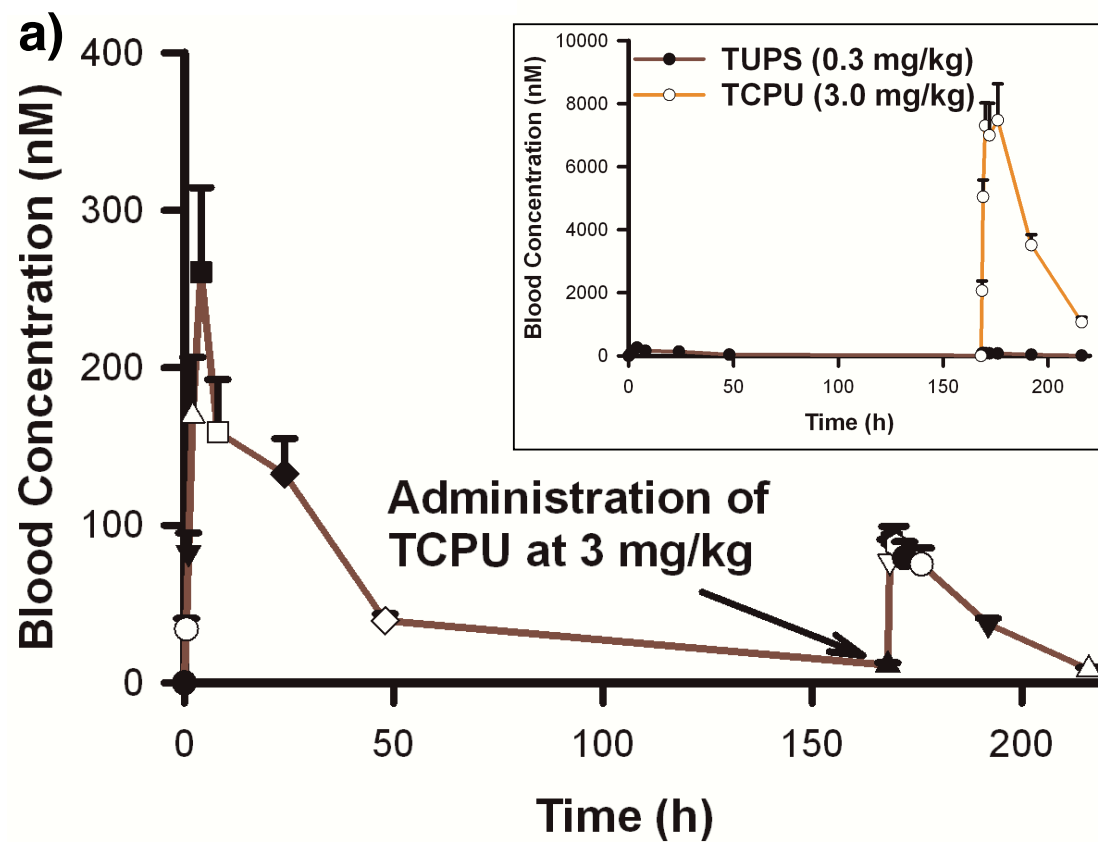 a)
400
300
200
100
0
Blood Concentration (nM)
0
50
100
150
200
Time (h)
Administration of
TCPU at 3 mg/kg
10000
8000
6000
4000
2000
0
Blood Concentration (nM)
TUPS (0.3 mg/kg)
TCPU (3.0 mg/kg)
0
50
100
150
200
Time (h)